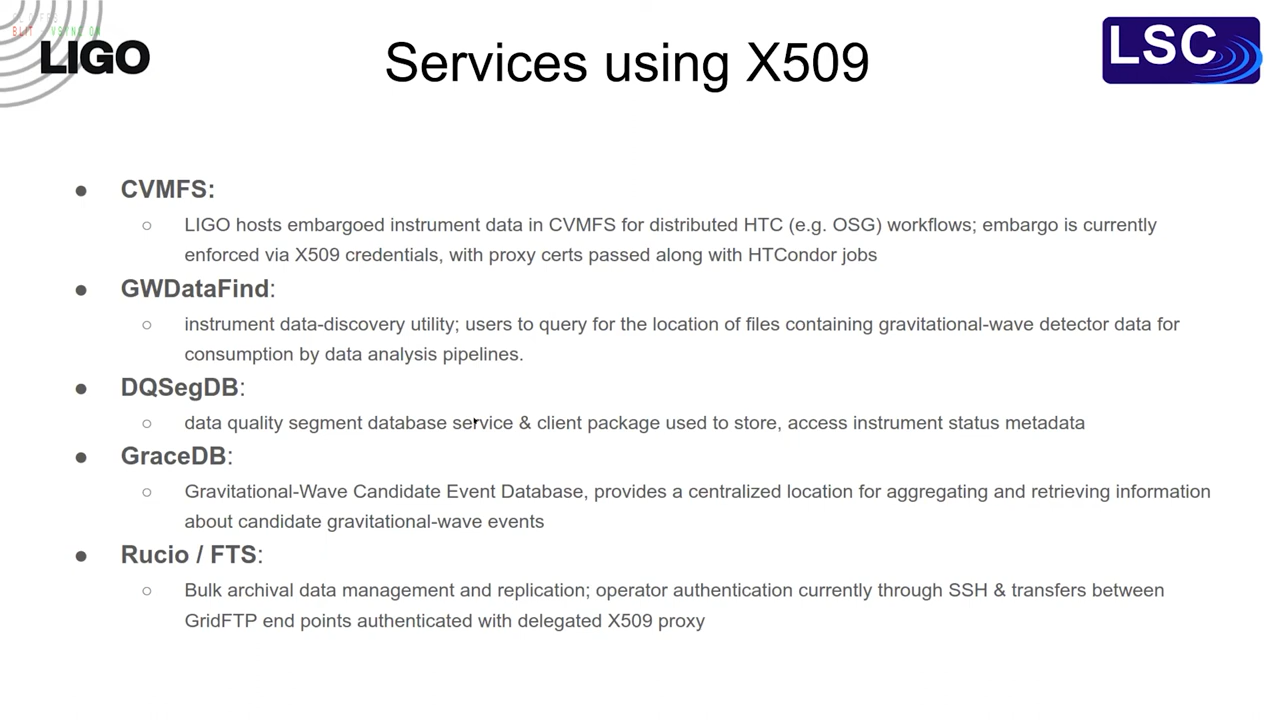 BLIT - VSYNC ON
LIGO
Services using X509
LSC
● CVMFS:
○ LIGO hosts embargoed instrument data in CVMFS for distributed HTC (e.g. OSG) workflows; embargo is currently
enforced via X509 credentials, with proxy certs passed along with HTCondor jobs
● GWDataFind:
○ instrument data-discovery utility; users to query for the location of files containing gravitational-wave detector data for
consumption by data analysis pipelines.
● DQSegDB:
○ data quality segment database service & client package used to store, access instrument status metadata
● GraceDB:
○ Gravitational-Wave Candidate Event Database, provides a centralized location for aggregating and retrieving information
about candidate gravitational-wave events
● Rucio / FTS:
○ Bulk archival data management and replication; operator authentication currently through SSH & transfers between
GridFTP end points authenticated with delegated X509 proxy